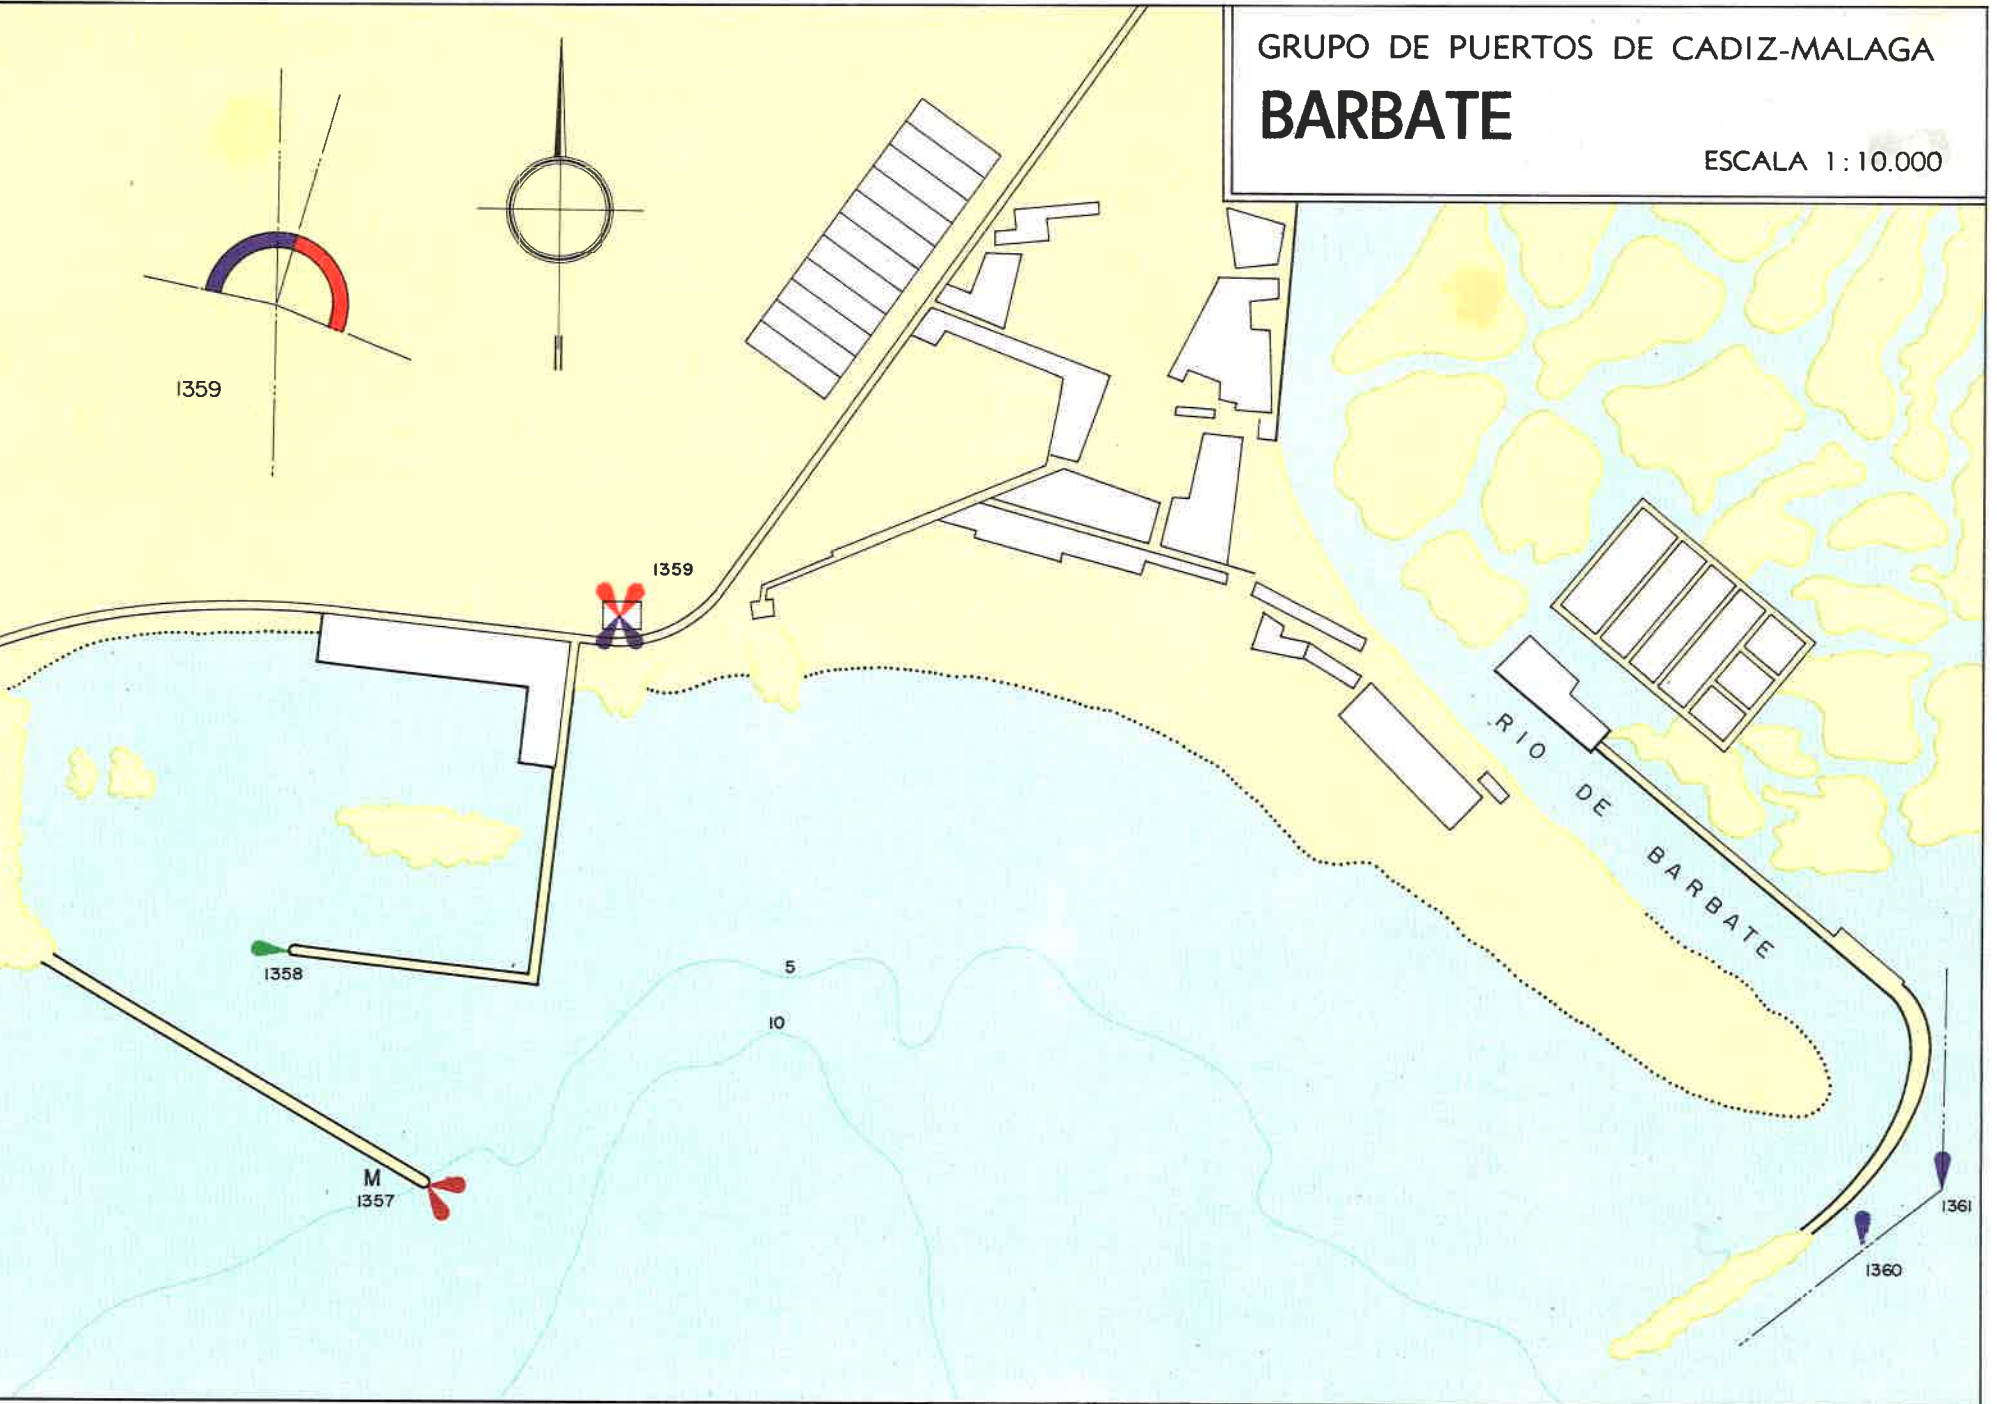 GRUPO DE PUERTOS DE CADIZ-MALAGA
BARBATE
ESCALA 1:10.000
1359
1359
RIO DE BARBATE
1358
5
10
M
1357
1361
1360